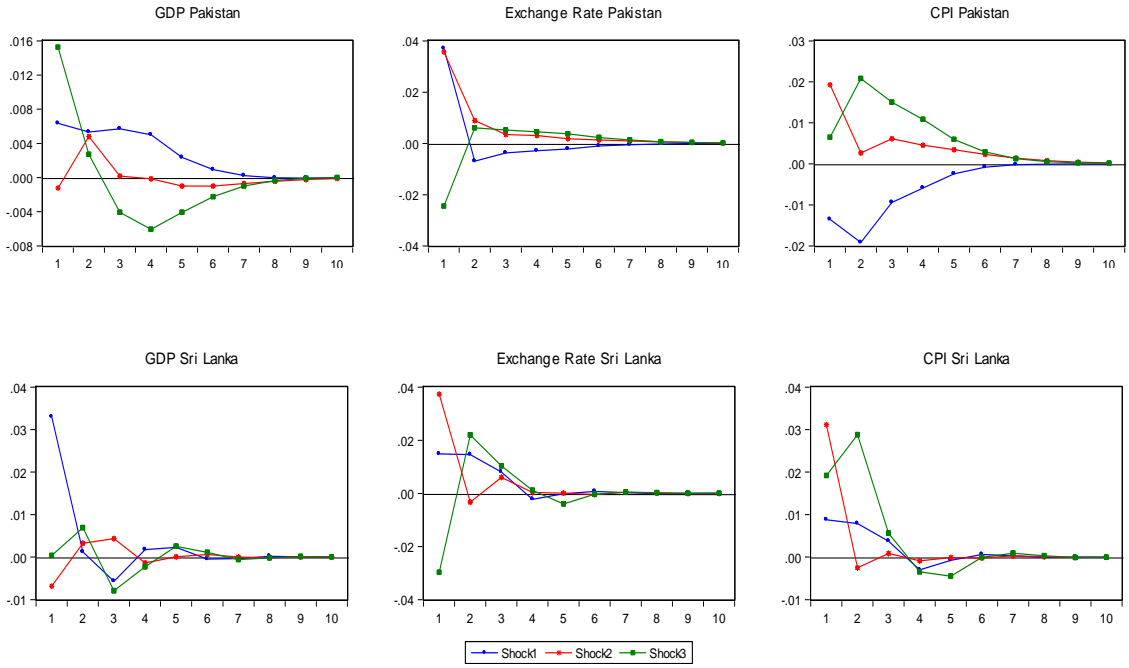 GDP Pakistan
.016
.012
.008
.004
.000
-.004
-.008
1 2 3 4 5 6 7 8 9 10
Exchange Rate Pakistan
.04
.02
.00
-.02
-.04
1 2 3 4 5 6 7 8 9 10
CPI Pakistan
.03
.02
.01
.00
-.01
-.02
1 2 3 4 5 6 7 8 9 10
GDP Sri Lanka
.04
.03
.02
.01
.00
-.01
1 2 3 4 5 6 7 8 9 10
Exchange Rate Sri Lanka
.04
.02
.00
-.02
-.04
1 2 3 4 5 6 7 8 9 10
CPI Sri Lanka
.04
.03
.02
.01
.00
-.01
1 2 3 4 5 6 7 8 9 10
Shock1 Shock2 Shock3